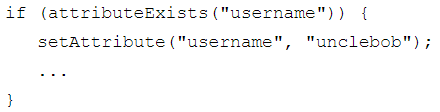 if (attributeExists("username")) {
   setAttribute("username", "unclebob");
   ...
}